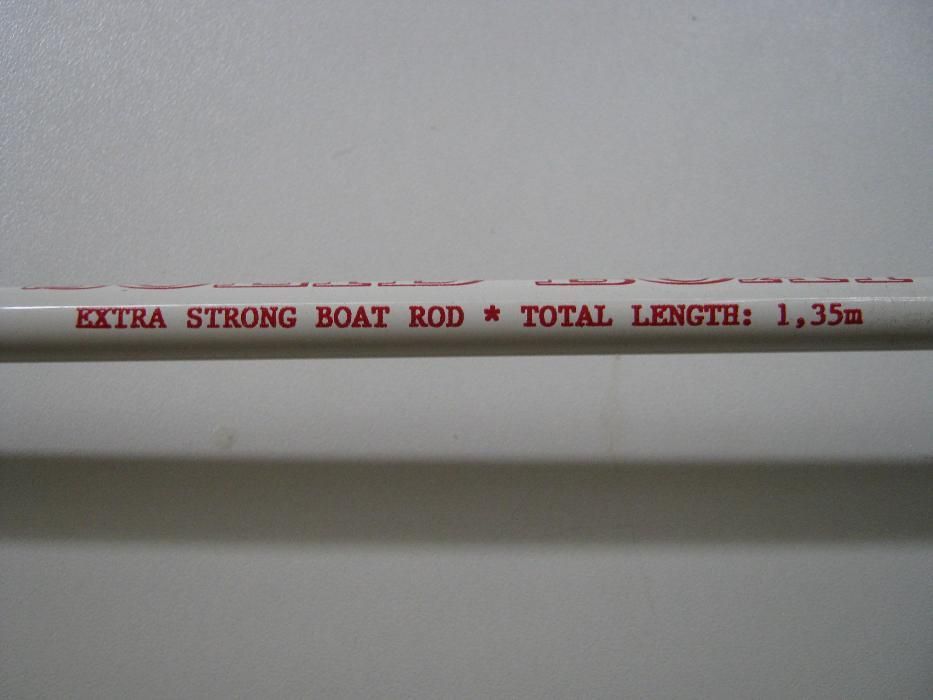 EXTRA STRONG BOAT ROD * TOTAL LENGTH: 1,35m